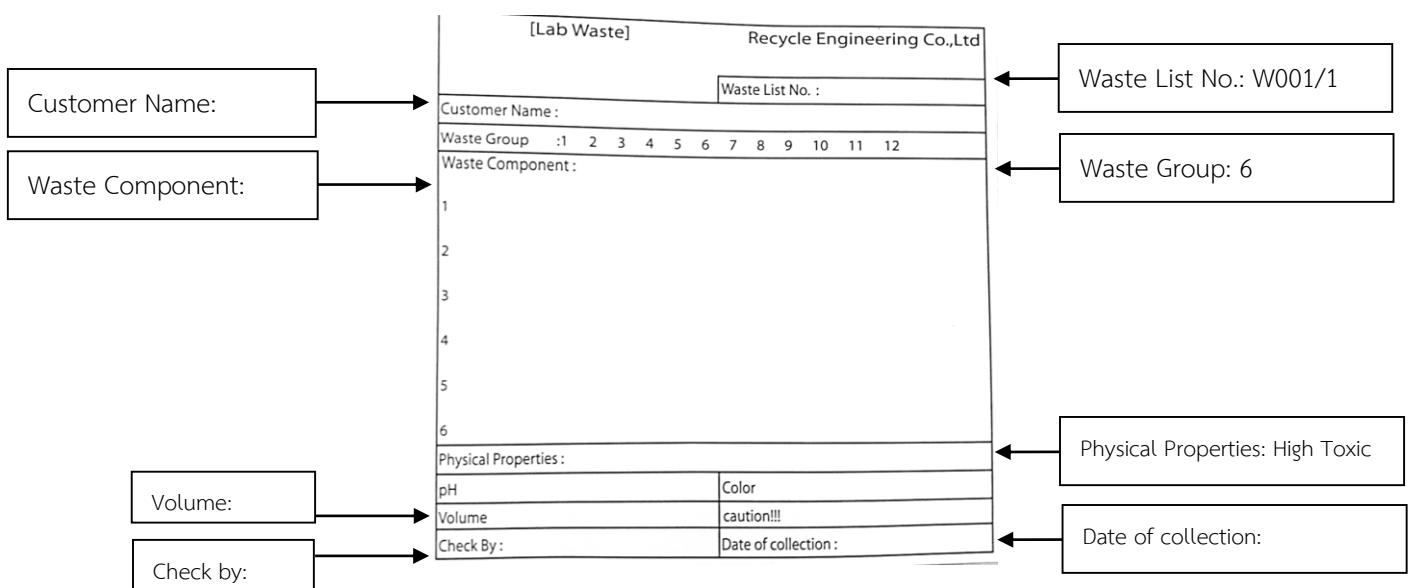 [Lab Waste] Recycle Engineering Co.,Ltd
Waste List No. :
Customer Name :
Waste Group :1 2 3 4 5 6 7 8 9 10 11 12
Waste Component :
1
2
3
4
5
6
Physical Properties :
pH Color
Volume caution!!!
Check By : Date of collection :
Customer Name:
Waste Component:
Volume:
Check by:
Waste List No.: W001/1
Waste Group: 6
Physical Properties: High Toxic
Date of collection: